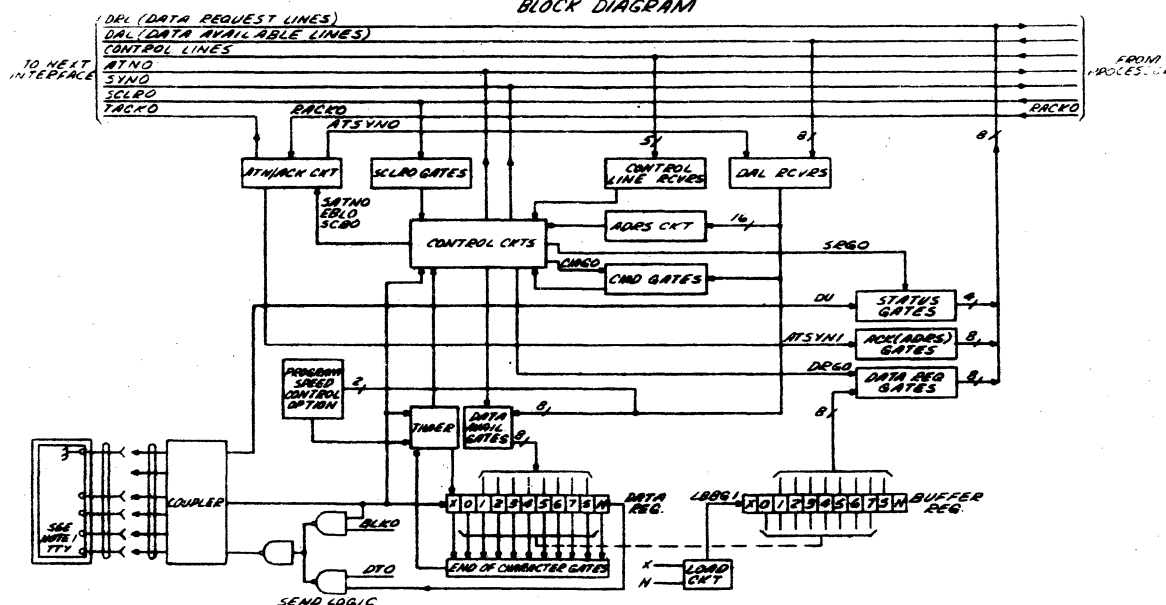 BLOCK DIAGRAM
DRL (DATA REQUEST LINES)
DAL (DATA AVAILABLE LINES)
CONTROL LINES
TO NEXT INTERFACE
ATNO
SYNO
SCLRO
TACKO
FROM
RACKO
RACKO
ATSYNO
5
8
8
ATN/ACK CKT
SCLRO GATES
CONTROL LINE RCVRS
DAL RCVRS
SATNO
EBLO
SCBO
CONTROL CKTS
ADRS CKT
16
SRGO
CMGO
CMD GATES
DU
STATUS GATES
4
ATSYN1
ACK(ADRS) GATES
8
DRGO
DATA REQ GATES
8
8
PROGRAM SPEED CONTROL OPTION
2
TIMER
DATA AVAIL GATES
8
8
COUPLER
SEE NOTE 1
TTY
X 0 1 2 3 4 5 6 7 S N
DATA REG.
LBBG1
X 0 1 2 3 4 5 6 7 S N
BUFFER REG.
BLKO
DTO
END OF CHARACTER GATES
X
N
LOAD CKT
SEND LOGIC